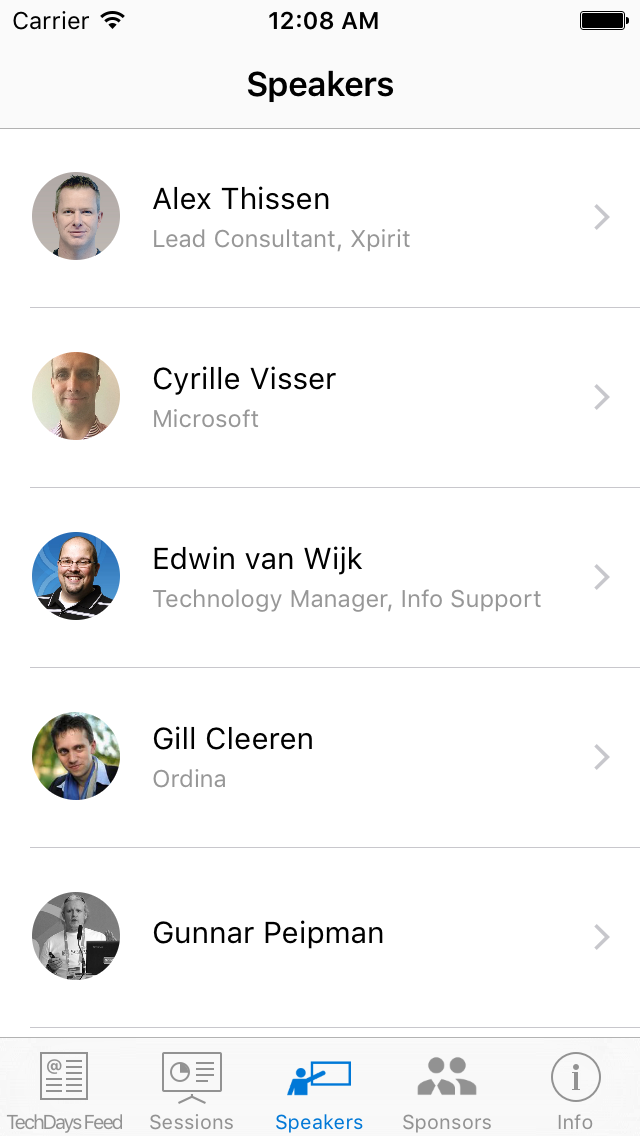 Carrier 12:08 AM
Speakers
Alex Thissen
Lead Consultant, Xpirit
Cyrille Visser
Microsoft
Edwin van Wijk
Technology Manager, Info Support
Gill Cleeren
Ordina
Gunnar Peipman
TechDays Feed Sessions Speakers Sponsors Info